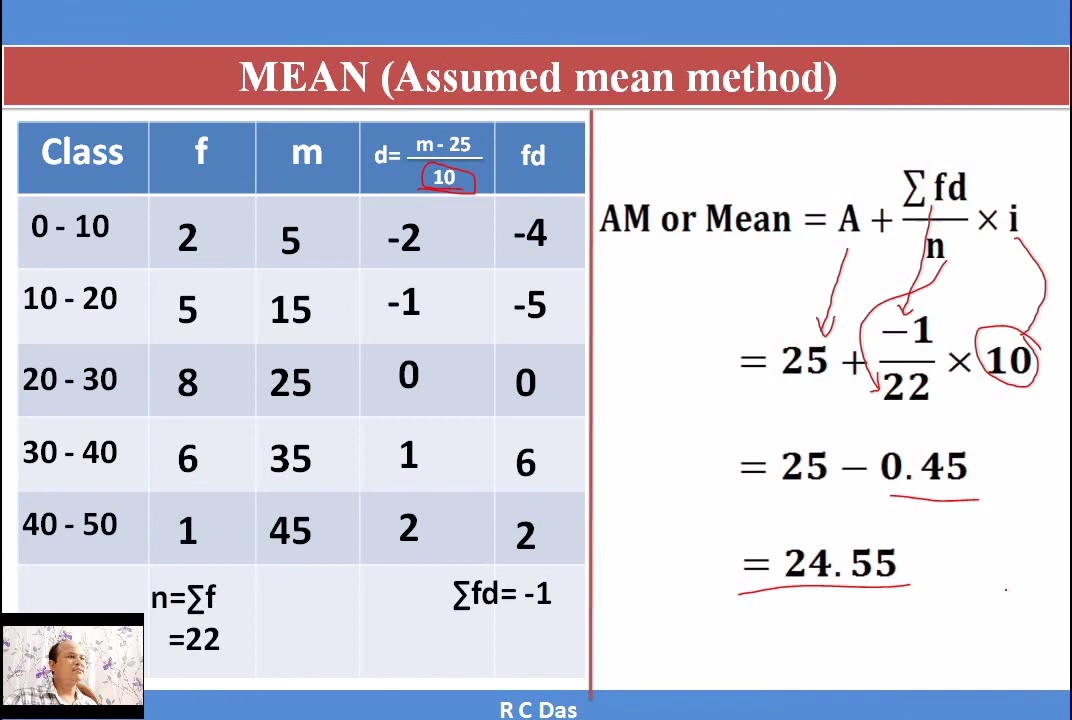 MEAN (Assumed mean method)
Class f m d= m - 25 / 10 fd
0 - 10 2 5 -2 -4
10 - 20 5 15 -1 -5
20 - 30 8 25 0 0
30 - 40 6 35 1 6
40 - 50 1 45 2 2
n=∑f ∑fd= -1
=22
AM or Mean = A + ∑ fd / n × i
= 25 + −1 / 22 × 10
= 25 − 0.45
= 24.55
R C Das